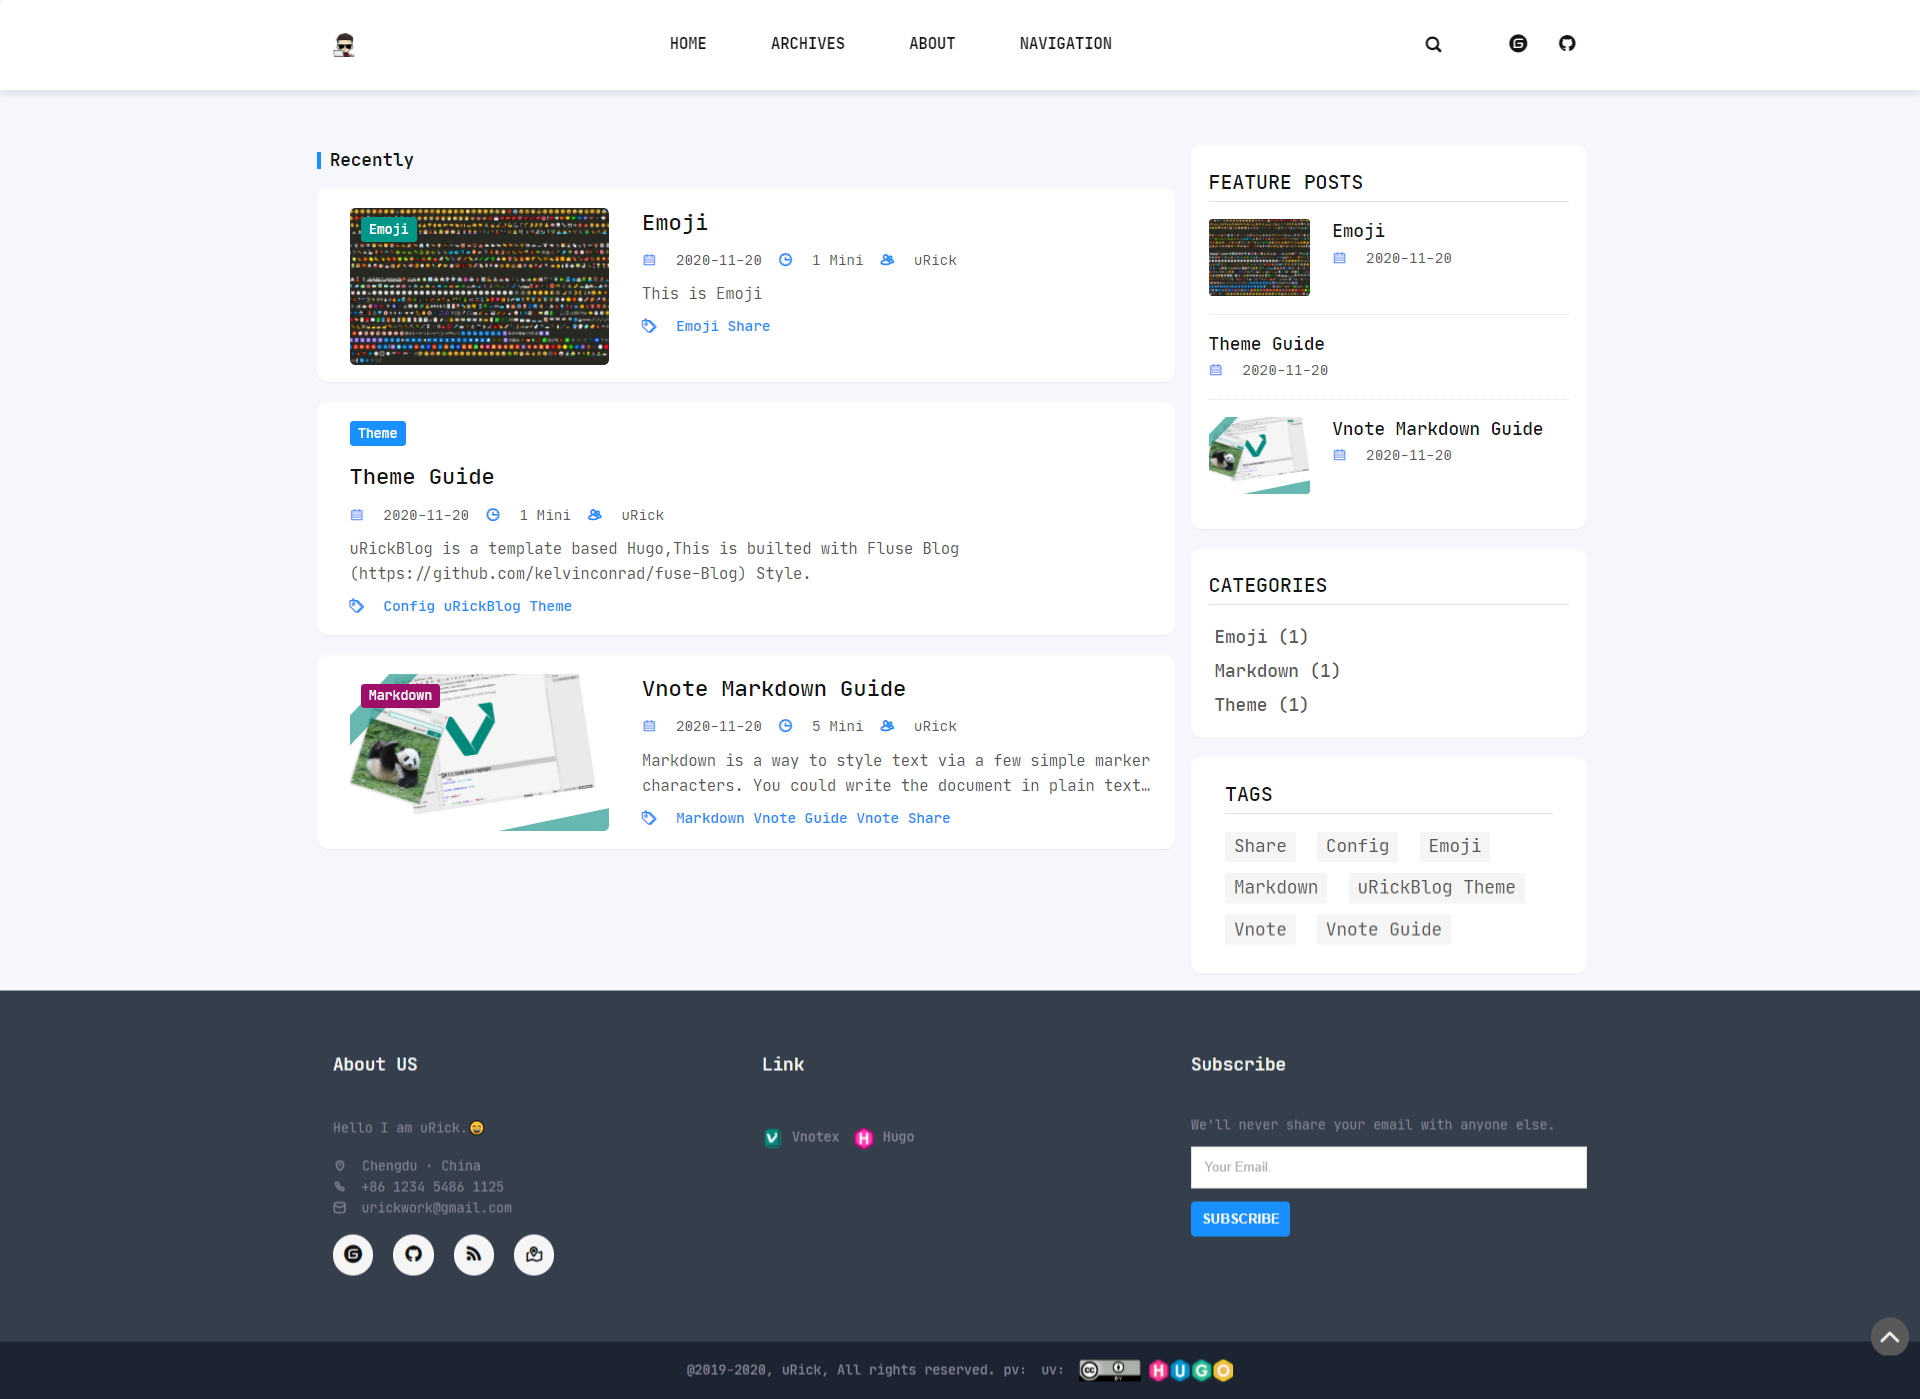 HOME ARCHIVES ABOUT NAVIGATION
Recently
Emoji
Emoji
2020-11-20 1 Mini uRick
This is Emoji
Emoji Share
Theme
Theme Guide
2020-11-20 1 Mini uRick
uRickBlog is a template based Hugo,This is builted with Fluse Blog
(https://github.com/kelvinconrad/fuse-Blog) Style.
Config uRickBlog Theme
Markdown
Vnote Markdown Guide
2020-11-20 5 Mini uRick
Markdown is a way to style text via a few simple marker
characters. You could write the document in plain text…
Markdown Vnote Guide Vnote Share
FEATURE POSTS
Emoji
2020-11-20
Theme Guide
2020-11-20
Vnote Markdown Guide
2020-11-20
CATEGORIES
Emoji (1)
Markdown (1)
Theme (1)
TAGS
Share Config Emoji
Markdown uRickBlog Theme
Vnote Vnote Guide
About US
Hello I am uRick.😄
Chengdu · China
+86 1234 5486 1125
urickwork@gmail.com
Link
Vnotex Hugo
Subscribe
We'll never share your email with anyone else.
Your Email.
SUBSCRIBE
@2019-2020, uRick, All rights reserved. pv: uv: cc BY HUGO